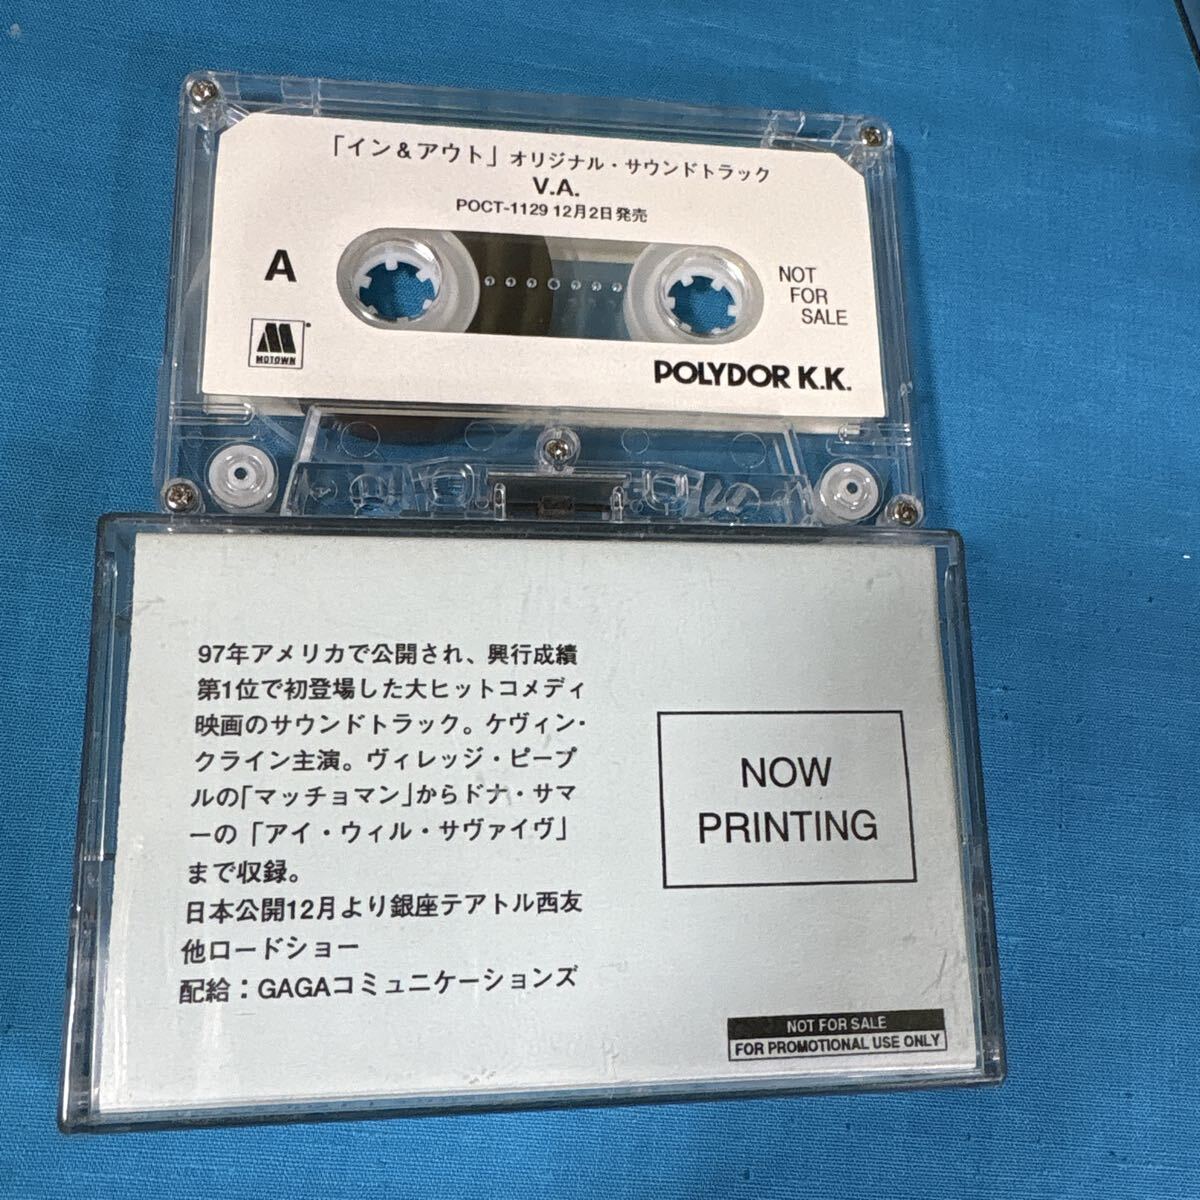 「イン&アウト」オリジナル・サウンドトラック
V.A.
POCT-1129 12月2日発売
A
NOT
FOR
SALE
MOTOWN
POLYDOR K.K.
97年アメリカで公開され、興行成績
第1位で初登場した大ヒットコメディ
映画のサウンドトラック。ケヴィン・
クライン主演。ヴィレッジ・ピープ
ルの「マッチョマン」からドナ・サマ
ーの「アイ・ウィル・サヴァイヴ」
まで収録。
日本公開12月より銀座テアトル西友
他ロードショー
配給：GAGAコミュニケーションズ
NOW
PRINTING
NOT FOR SALE
FOR PROMOTIONAL USE ONLY